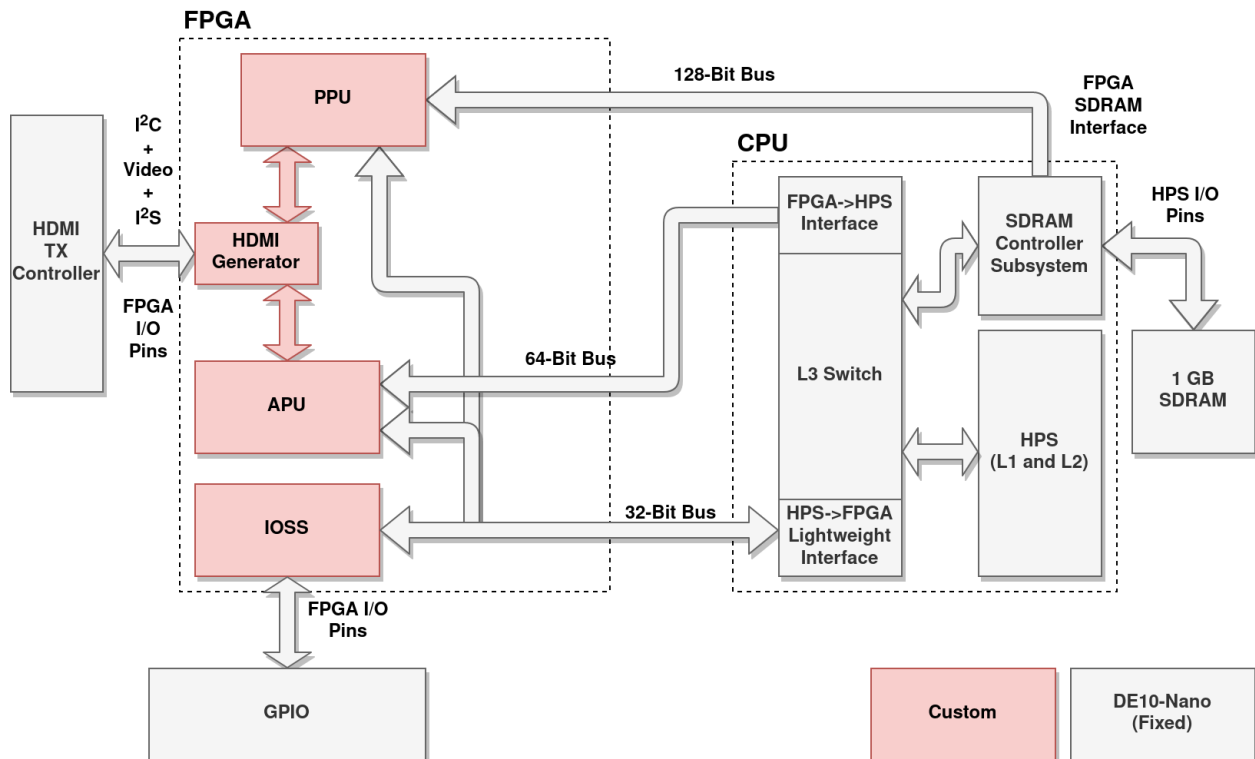 FPGA
PPU
128-Bit Bus
FPGA
SDRAM
Interface
I²C
+
Video
+
I²S
CPU
HDMI
TX
Controller
HDMI
Generator
FPGA->HPS
Interface
SDRAM
Controller
Subsystem
HPS I/O
Pins
FPGA
I/O
Pins
64-Bit Bus
APU
L3 Switch
1 GB
SDRAM
HPS
(L1 and L2)
IOSS
32-Bit Bus
HPS->FPGA
Lightweight
Interface
FPGA I/O
Pins
GPIO
Custom
DE10-Nano
(Fixed)